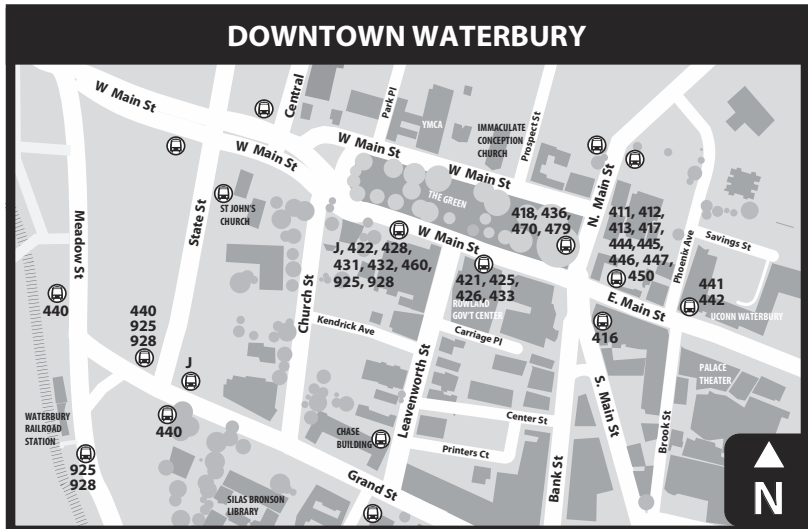 DOWNTOWN WATERBURY
W Main St
Central
Park Pl
YMCA
IMMACULATE
CONCEPTION
CHURCH
Prospect St
W Main St
W Main St
W Main St
N. Main St
THE GREEN
ST JOHN'S
CHURCH
State St
Meadow St
418, 436,
470, 479
411, 412,
413, 417,
444, 445,
446, 447,
450
Savings St
Phoenix Ave
J, 422, 428,
431, 432, 460,
925, 928
W Main St
421, 425,
426, 433
ROWLAND
GOV'T CENTER
E. Main St
441
442
UCONN WATERBURY
440
440
925
928
Church St
Kendrick Ave
Carriage Pl
416
J
PALACE
THEATER
Leavenworth St
S. Main St
440
WATERBURY
RAILROAD
STATION
CHASE
BUILDING
Center St
Printers Ct
Brook St
925
928
Grand St
Bank St
SILAS BRONSON
LIBRARY
N